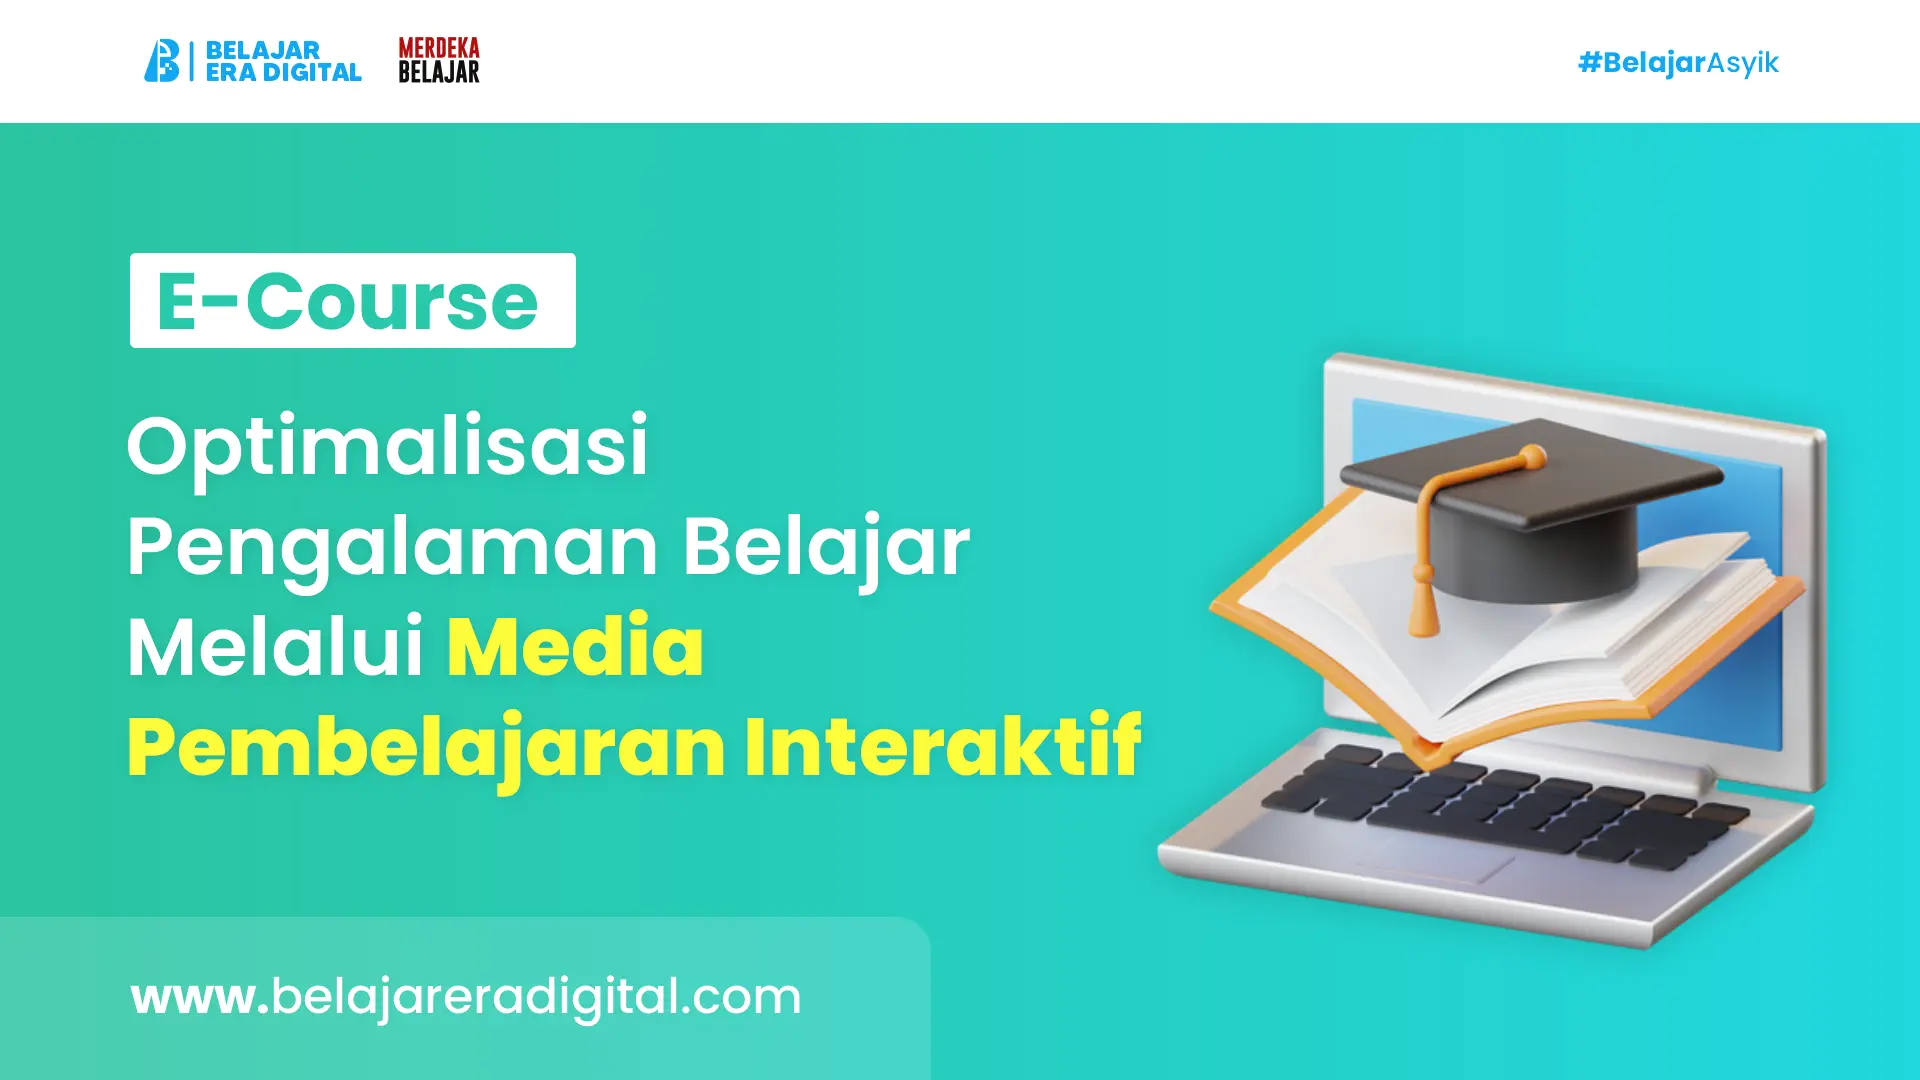 BELAJAR
ERA DIGITAL
MERDEKA
BELAJAR
#BelajarAsyik
E-Course
Optimalisasi
Pengalaman Belajar
Melalui Media
Pembelajaran Interaktif
www.belajareradigital.com